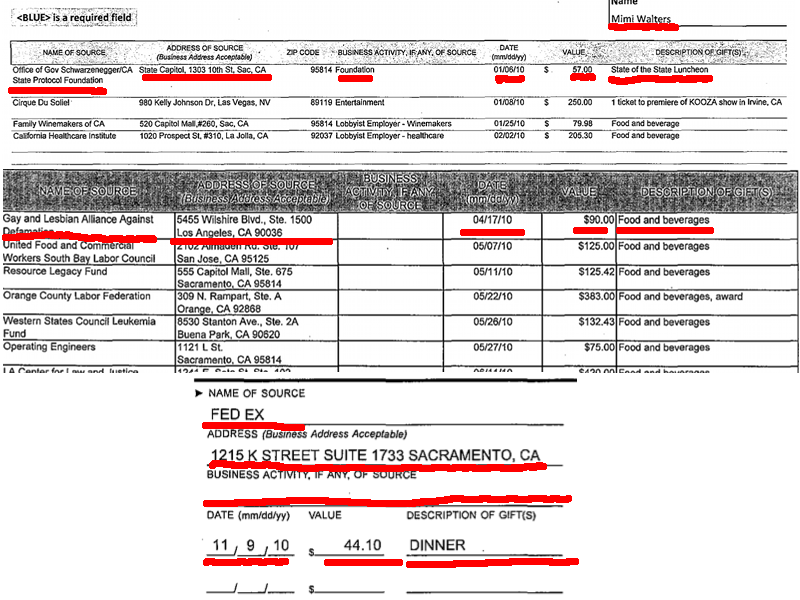 Name
<BLUE> is a required field
Mimi Walters
NAME OF SOURCE ADDRESS OF SOURCE (Business Address Acceptable) ZIP CODE BUSINESS ACTIVITY, IF ANY, OF SOURCE DATE (mm/dd/yy) VALUE DESCRIPTION OF GIFT(S)
Office of Gov Schwarzenegger/CA State Capitol, 1303 10th St, Sac, CA 95814 Foundation 01/06/10 $ 57.00 State of the State Luncheon
State Protocol Foundation
Cirque Du Soliel 980 Kelly Johnson Dr, Las Vegas, NV 89119 Entertainment 01/08/10 $ 250.00 1 ticket to premiere of KOOZA show in Irvine, CA
Family Winemakers of CA 520 Capitol Mall,#260, Sac, CA 95814 Lobbyist Employer - Winemakers 01/25/10 $ 79.98 Food and beverage
California Healthcare Institute 1020 Prospect St, #310, La Jolla, CA 92037 Lobbyist Employer - healthcare 02/02/10 $ 205.30 Food and beverage
NAME OF SOURCE ADDRESS OF SOURCE (Business Address Acceptable) BUSINESS ACTIVITY, IF ANY OF SOURCE DATE (mm/dd/yy) VALUE DESCRIPTION OF GIFT(S)
Gay and Lesbian Alliance Against 5455 Wilshire Blvd., Ste. 1500 04/17/10 $90.00 Food and beverages
Defamation Los Angeles, CA 90036
United Food and Commercial 2102 Almaden Rd. Ste. 107 05/07/10 $125.00 Food and beverages
Workers South Bay Labor Council San Jose, CA 95125
Resource Legacy Fund 555 Capitol Mall, Ste. 675 05/11/10 $125.42 Food and beverages
Sacramento, CA 95814
Orange County Labor Federation 309 N. Rampart, Ste. A 05/22/10 $383.00 Food and beverages, award
Orange, CA 92868
Western States Council Leukemia 8530 Stanton Ave., Ste. 2A 05/26/10 $132.43 Food and beverages
Fund Buena Park, CA 90620
Operating Engineers 1121 L St. 05/27/10 $75.00 Food and beverages
Sacramento, CA 95814
LA Center for Law and Justice Food and beverages
NAME OF SOURCE
FED EX
ADDRESS (Business Address Acceptable)
1215 K STREET SUITE 1733 SACRAMENTO, CA
BUSINESS ACTIVITY, IF ANY, OF SOURCE
DATE (mm/dd/yy) VALUE DESCRIPTION OF GIFT(S)
11 / 9 / 10 $ 44.10 DINNER
/ / $